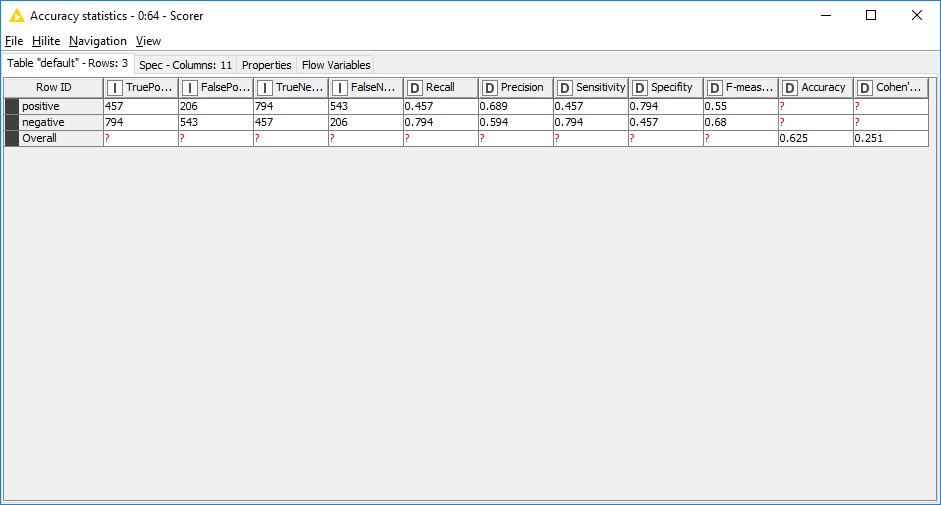 Accuracy statistics - 0:64 - Scorer
File Hilite Navigation View
Table "default" - Rows: 3 Spec - Columns: 11 Properties Flow Variables
Row ID I TruePo... I FalsePo... I TrueNe... I FalseN... D Recall D Precision D Sensitivity D Specifity D F-meas... D Accuracy D Cohen'...
positive 457 206 794 543 0.457 0.689 0.457 0.794 0.55 ? ?
negative 794 543 457 206 0.794 0.594 0.794 0.457 0.68 ? ?
Overall ? ? ? ? ? ? ? ? ? 0.625 0.251